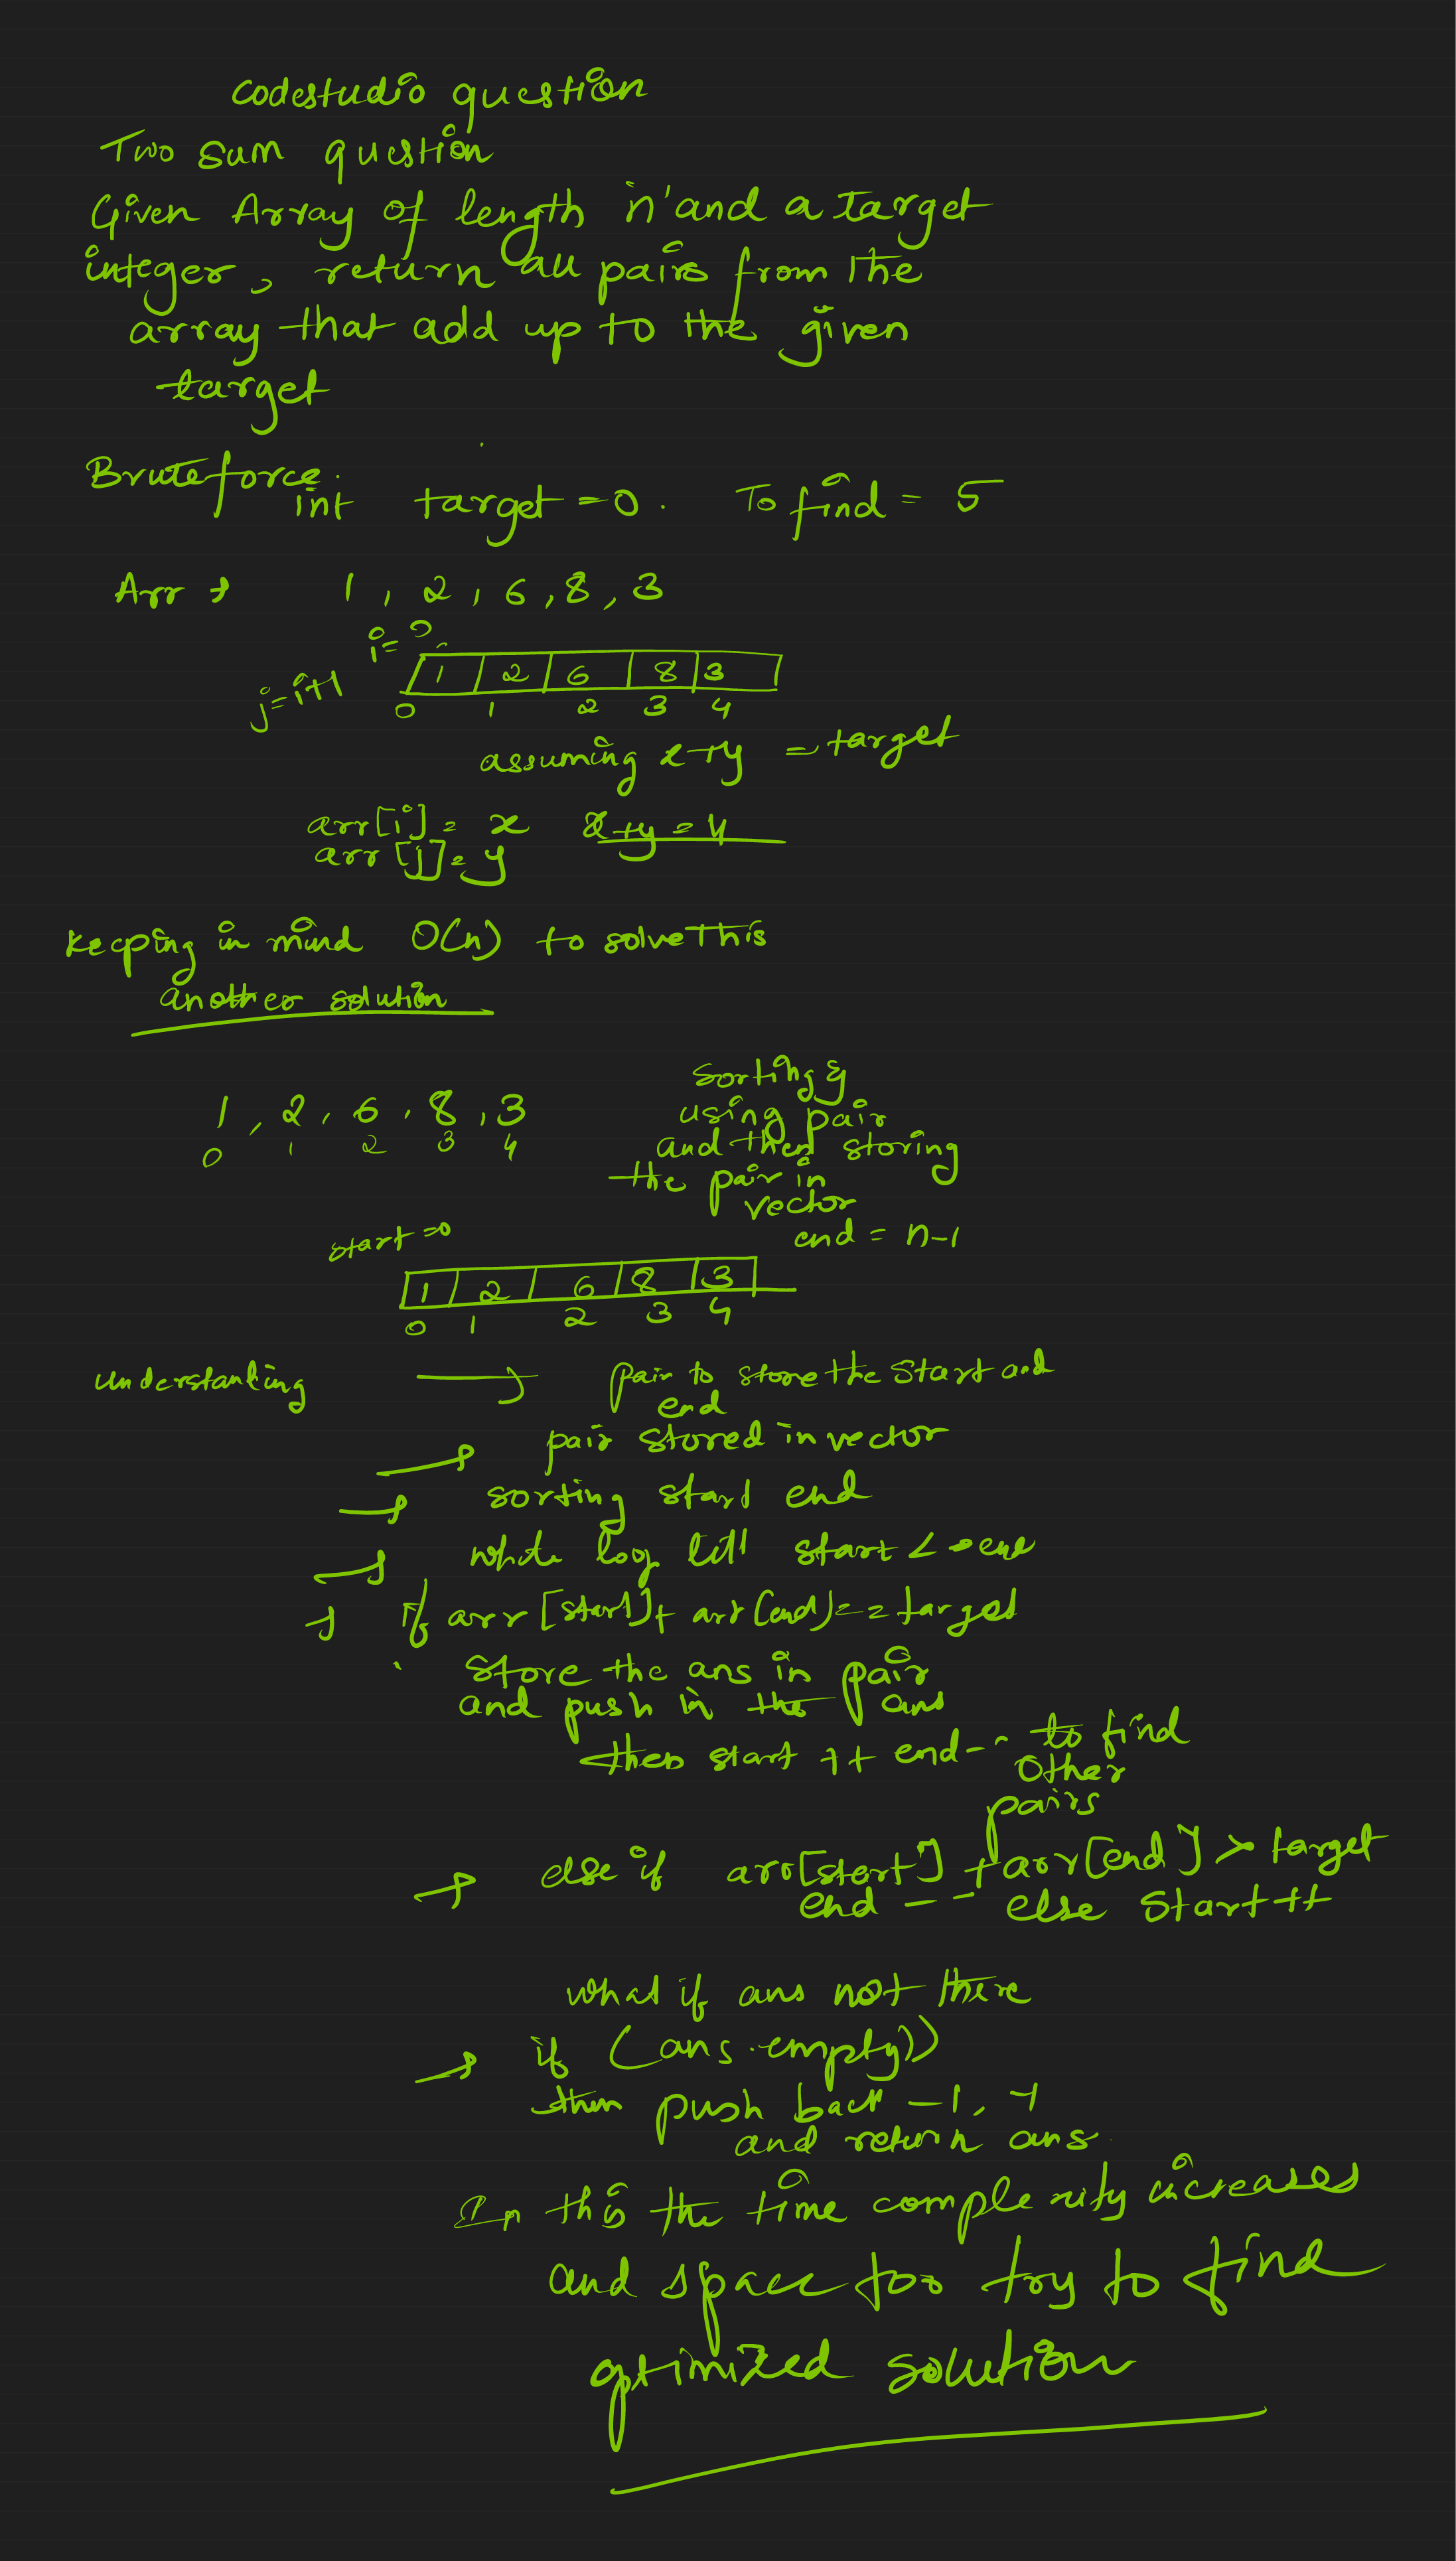 Codestudio question
Two sum question
Given Array of length 'n' and a target
integer, return all pairs from the
array that add up to the given
target
Bruteforce.
int target = 0. To find = 5
Arr → 1, 2, 6, 8, 3
i = 0
j = i+1
1 2 6 8 3
0 1 2 3 4
assuming x+y = target
arr[i] = x x+y = 4
arr[j] = y
Keeping in mind O(n) to solve this
another solution
1, 2, 6, 8, 3
0 1 2 3 4
Sorting &
using pair
and then storing
the pair in
vector
start = 0
end = n-1
1 2 6 8 3
0 1 2 3 4
understanding → pair to store the start and
end
→ pair stored in vector
→ sorting start end
→ while loop till start <
→ if arr[start] + arr[end] == target
store the ans in pair
and push in the ans
then start ++ end-- to find
other
pairs
→ else if arr[start] + arr[end] > target
end -- else start ++
what if ans not there
→ if (ans.empty())
then push back -1, -1
and return ans.
In this the time complexity increases
and space too try to find
optimized solution